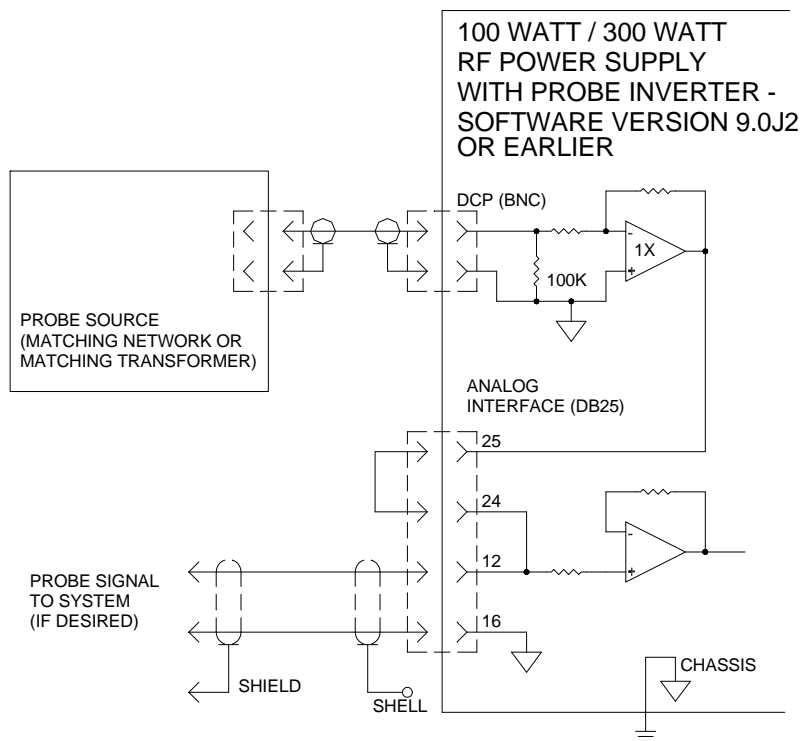 100 WATT / 300 WATT
RF POWER SUPPLY
WITH PROBE INVERTER -
SOFTWARE VERSION 9.0J2
OR EARLIER
DCP (BNC)
-
1X
+
100K
PROBE SOURCE
(MATCHING NETWORK OR
MATCHING TRANSFORMER)
ANALOG
INTERFACE (DB25)
25
24
-
12
+
16
PROBE SIGNAL
TO SYSTEM
(IF DESIRED)
SHIELD
SHELL
CHASSIS